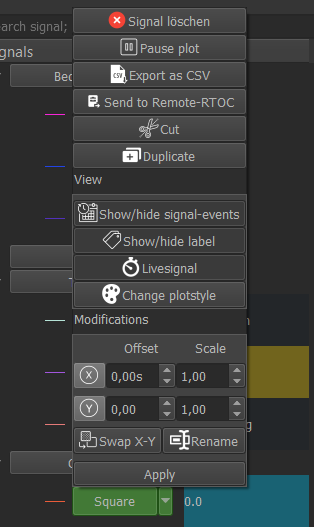 Signal löschen
arch signal;
Pause plot
gnals
Export as CSV
Bec
Send to Remote-RTOC
Cut
Duplicate
View
Show/hide signal-events
Show/hide label
Livesignal
Change plotstyle
Modifications
Offset Scale
X 0,00s 1,00
Y 0,00 1,00
Swap X-Y Rename
Apply
Square 0.0